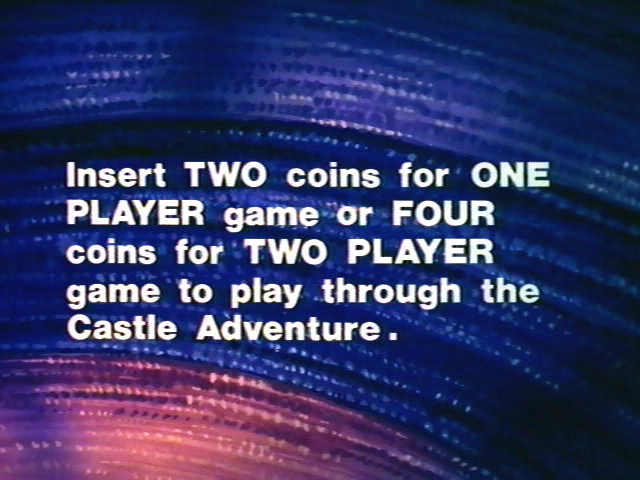 Insert TWO coins for ONE
PLAYER game or FOUR
coins for TWO PLAYER
game to play through the
Castle Adventure.